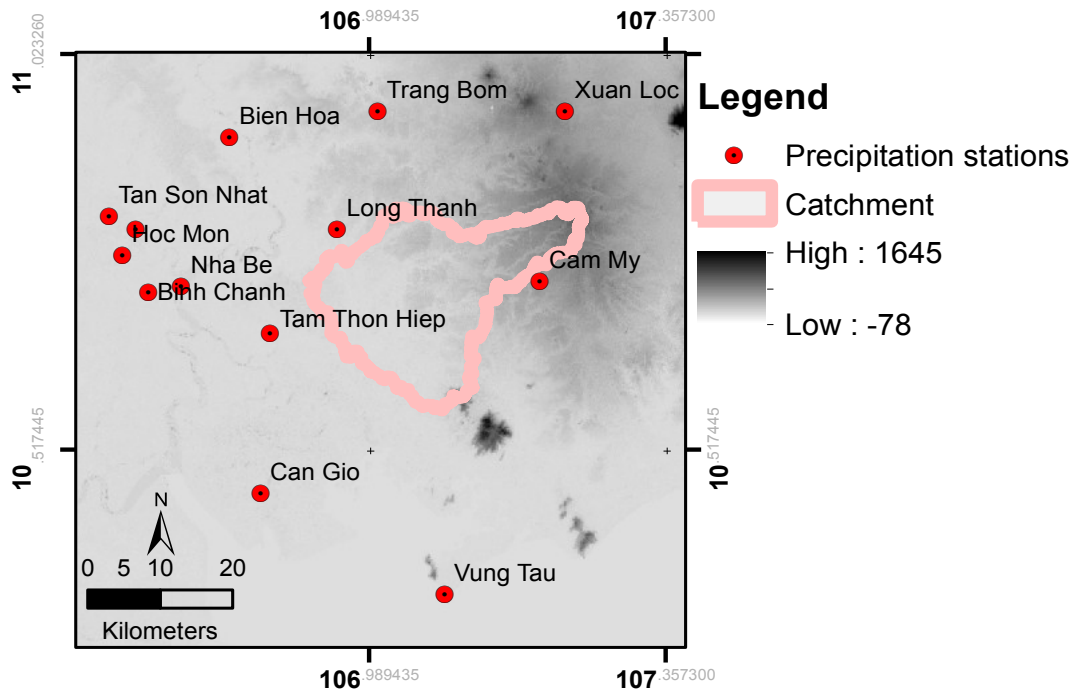 106.989435
107.357300
11.023260
Trang Bom
Xuan Loc
Bien Hoa
Tan Son Nhat
Long Thanh
Hoc Mon
Cam My
Nha Be
Binh Chanh
Tam Thon Hiep
10.517445
10.517445
Can Gio
N
0 5 10 20
Kilometers
Vung Tau
106.989435
107.357300
Legend
Precipitation stations
Catchment
High : 1645
Low : -78